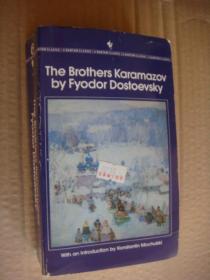 The Brothers Karamazov
by Fyodor Dostoevsky
With an Introduction by Konstantin Mochulski